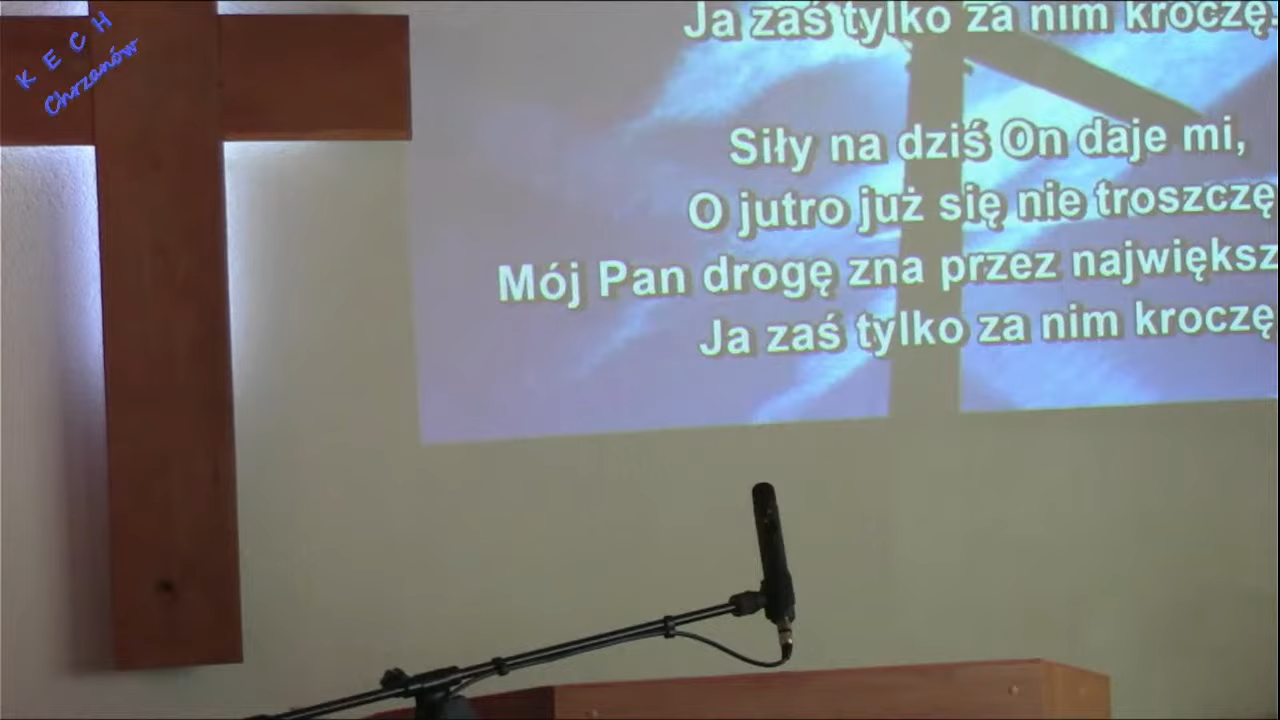 K E C H
Chrzanów
Ja zaś tylko za nim kroczę.
Siły na dziś On daje mi,
O jutro już się nie troszczę
Mój Pan drogę zna przez największ
Ja zaś tylko za nim kroczę